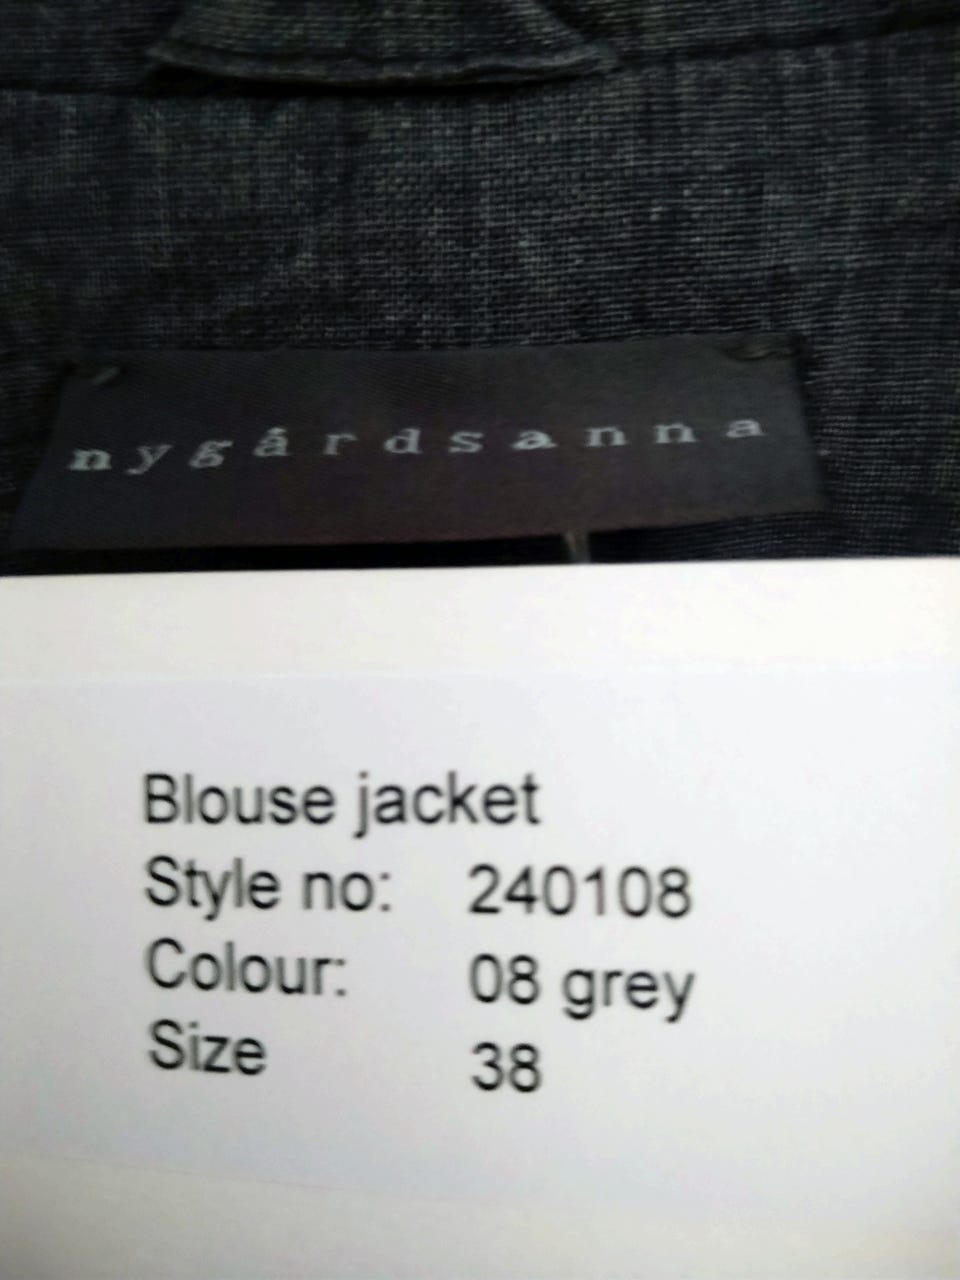 nygårdsanna
Blouse jacket
Style no: 240108
Colour: 08 grey
Size 38